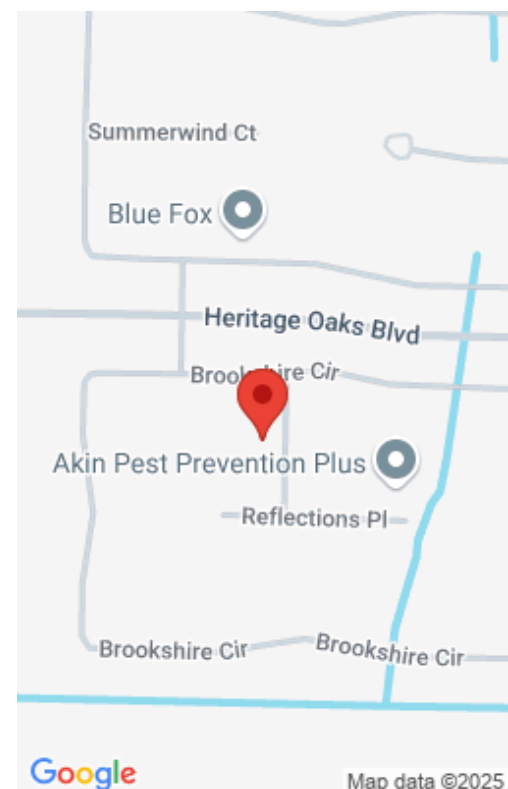 Summerwind Ct
Blue Fox
Heritage Oaks Blvd
Brookshire Cir
Akin Pest Prevention Plus
Reflections Pl
Brookshire Cir
Brookshire Cir
Google
Map data ©2025